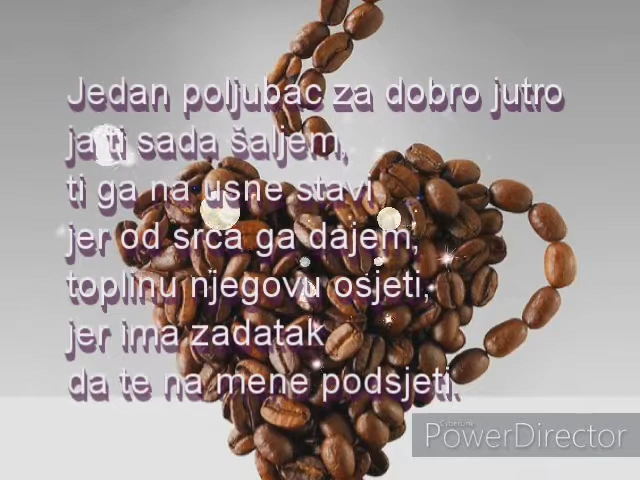 Jedan poljubac za dobro jutro
ja ti sada šaljem,
ti ga na usne stavi
jer od srca ga dajem,
toplinu njegovu osjeti,
jer ima zadatak
da te na mene podsjeti.
CyberLink
PowerDirector